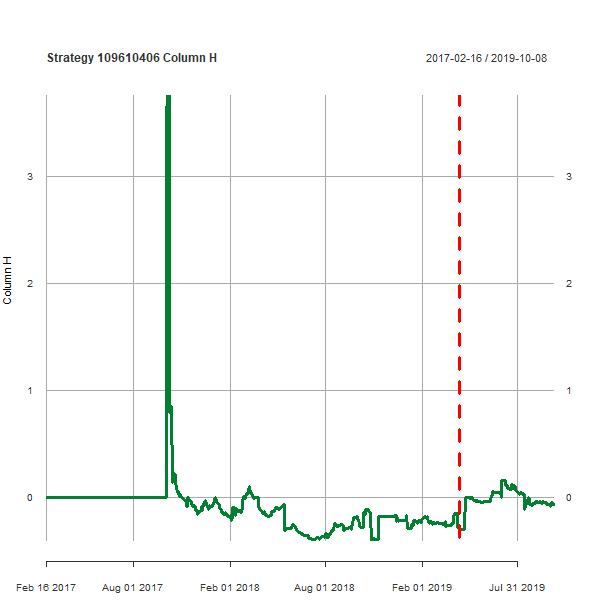 Strategy 109610406 Column H
2017-02-16 / 2019-10-08
3
3
2
2
Column H
1
1
0
0
Feb 16 2017
Aug 01 2017
Feb 01 2018
Aug 01 2018
Feb 01 2019
Jul 31 2019